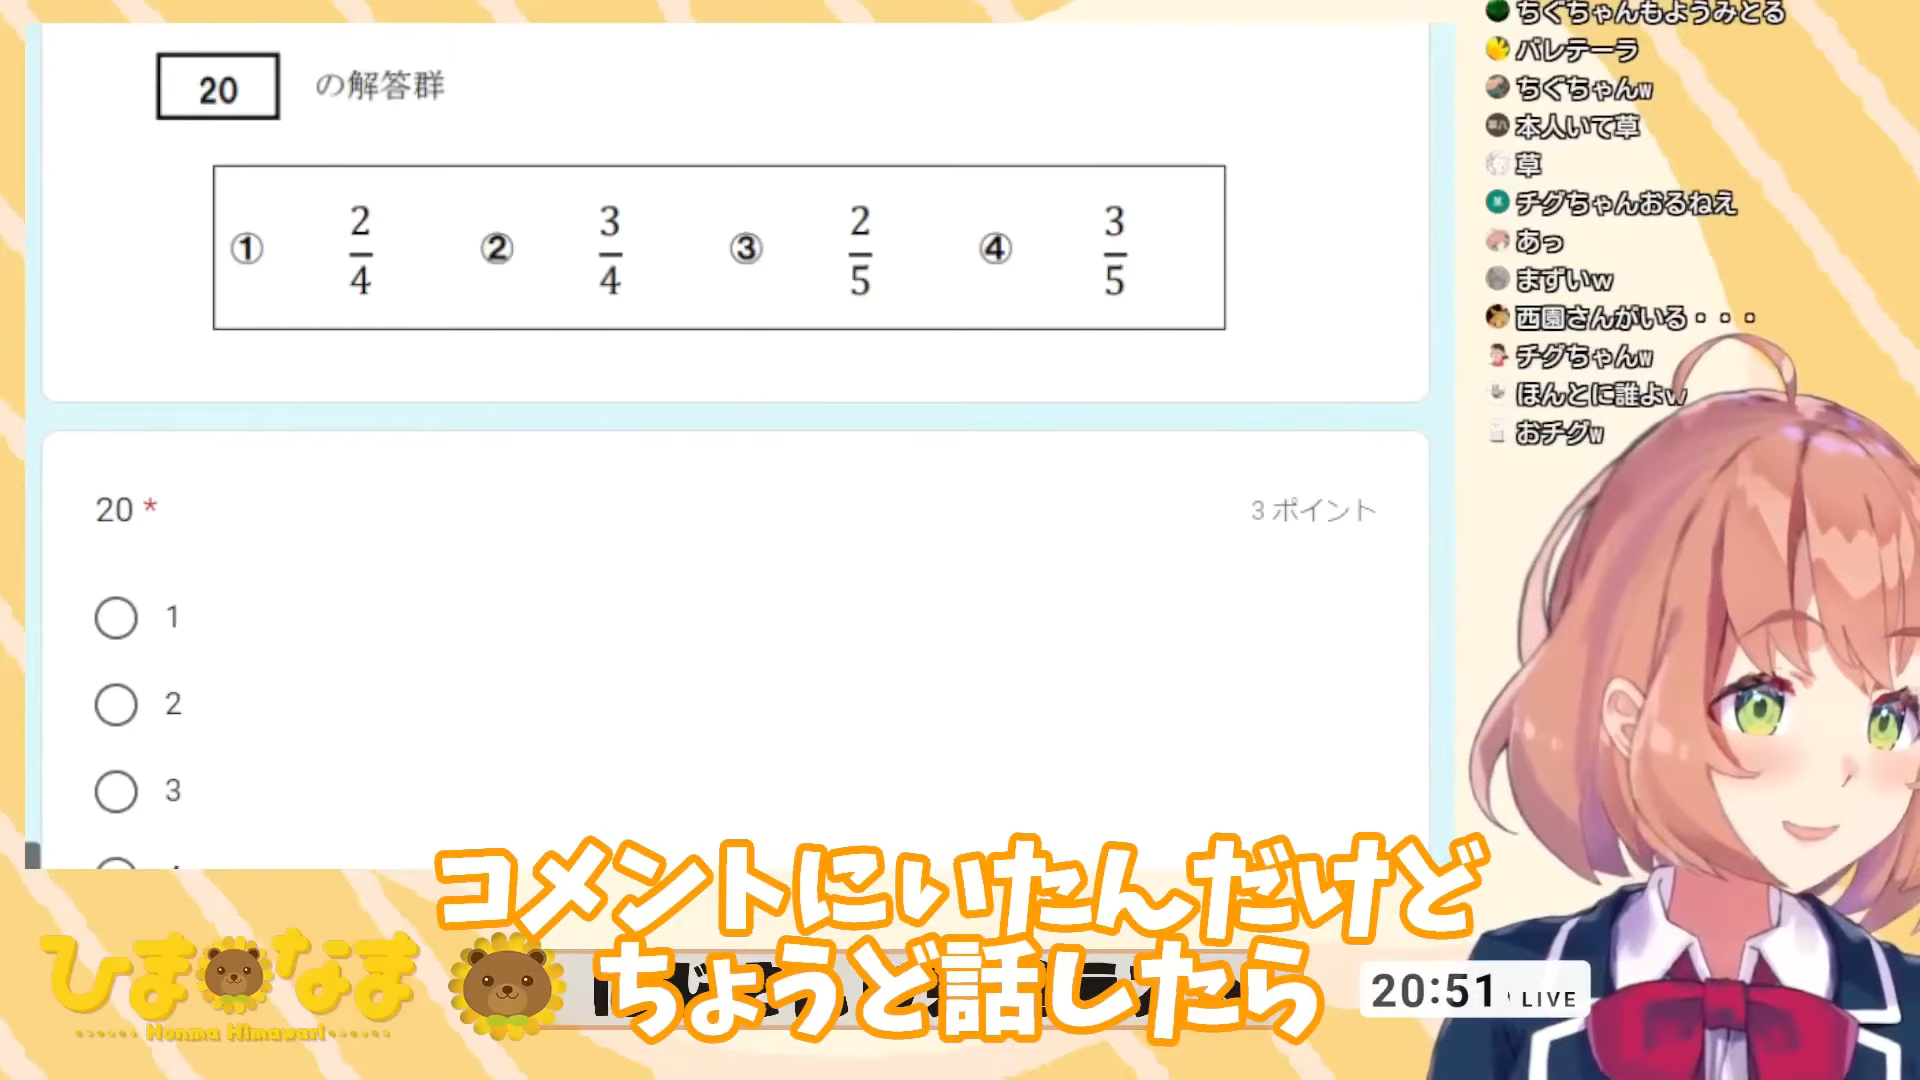 20 の解答群
① 2/4 ② 3/4 ③ 2/5 ④ 3/5
20 *
3 ポイント
1
2
3
ちぐちゃんもようみとる
バレテーラ
ちぐちゃんw
本人いて草
草
チグちゃんおるねえ
あっ
まずいw
西園さんがいる・・・
チグちゃんw
ほんとに誰よw
おチグw
コメントにいたんだけど
ちょうど話したら
ひまなま
Honma Himawari
20:51 LIVE